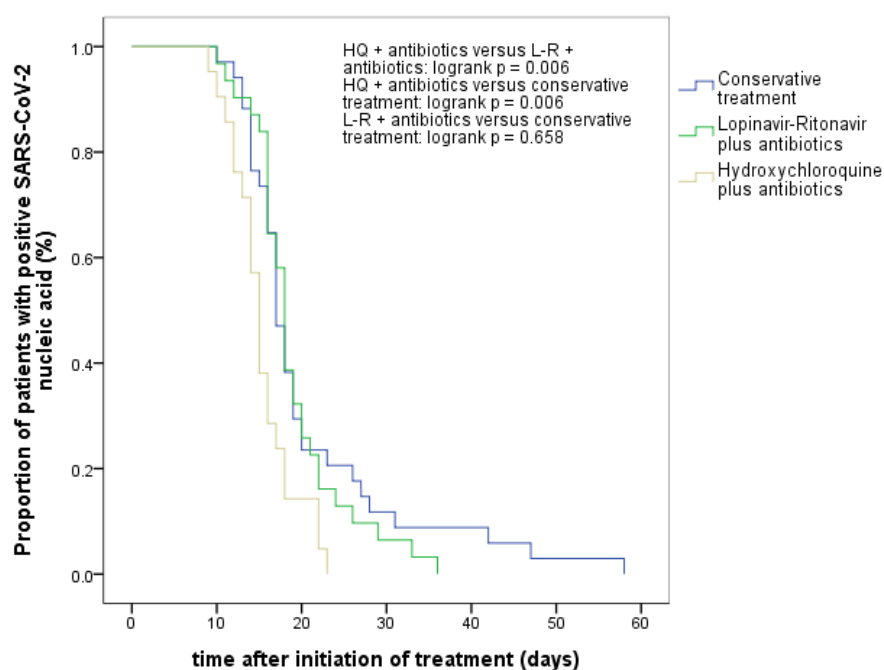 HQ + antibiotics versus L-R +
antibiotics: logrank p = 0.006
HQ + antibiotics versus conservative
treatment: logrank p = 0.006
L-R + antibiotics versus conservative
treatment: logrank p = 0.658
Conservative
treatment
Lopinavir-Ritonavir
plus antibiotics
Hydroxychloroquine
plus antibiotics
Proportion of patients with positive SARS-CoV-2
nucleic acid (%)
1.0
0.8
0.6
0.4
0.2
0.0
0
10
20
30
40
50
60
time after initiation of treatment (days)